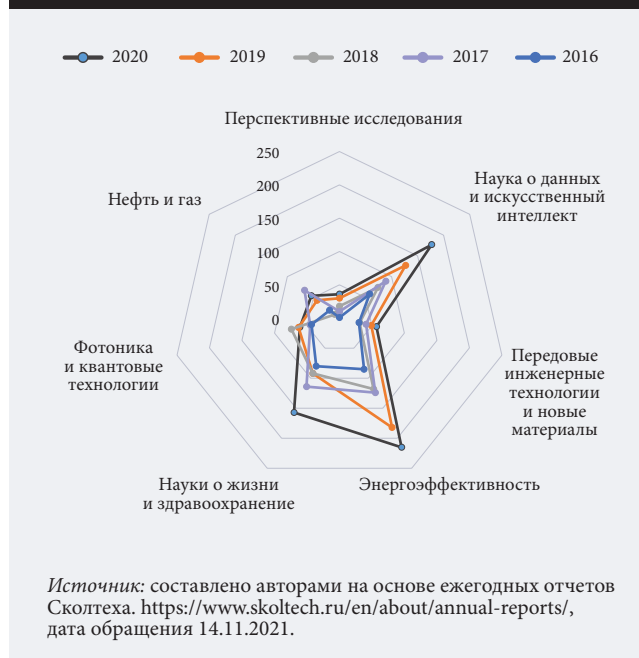 2020 2019 2018 2017 2016
Перспективные исследования
250
200
150
100
50
0
Наука о данных
и искусственный
интеллект
Нефть и газ
Фотоника
и квантовые
технологии
Передовые
инженерные
технологии
и новые
материалы
Науки о жизни
и здравоохранение
Энергоэффективность
Источник: составлено авторами на основе ежегодных отчетов
Сколтеха. https://www.skoltech.ru/en/about/annual-reports/,
дата обращения 14.11.2021.